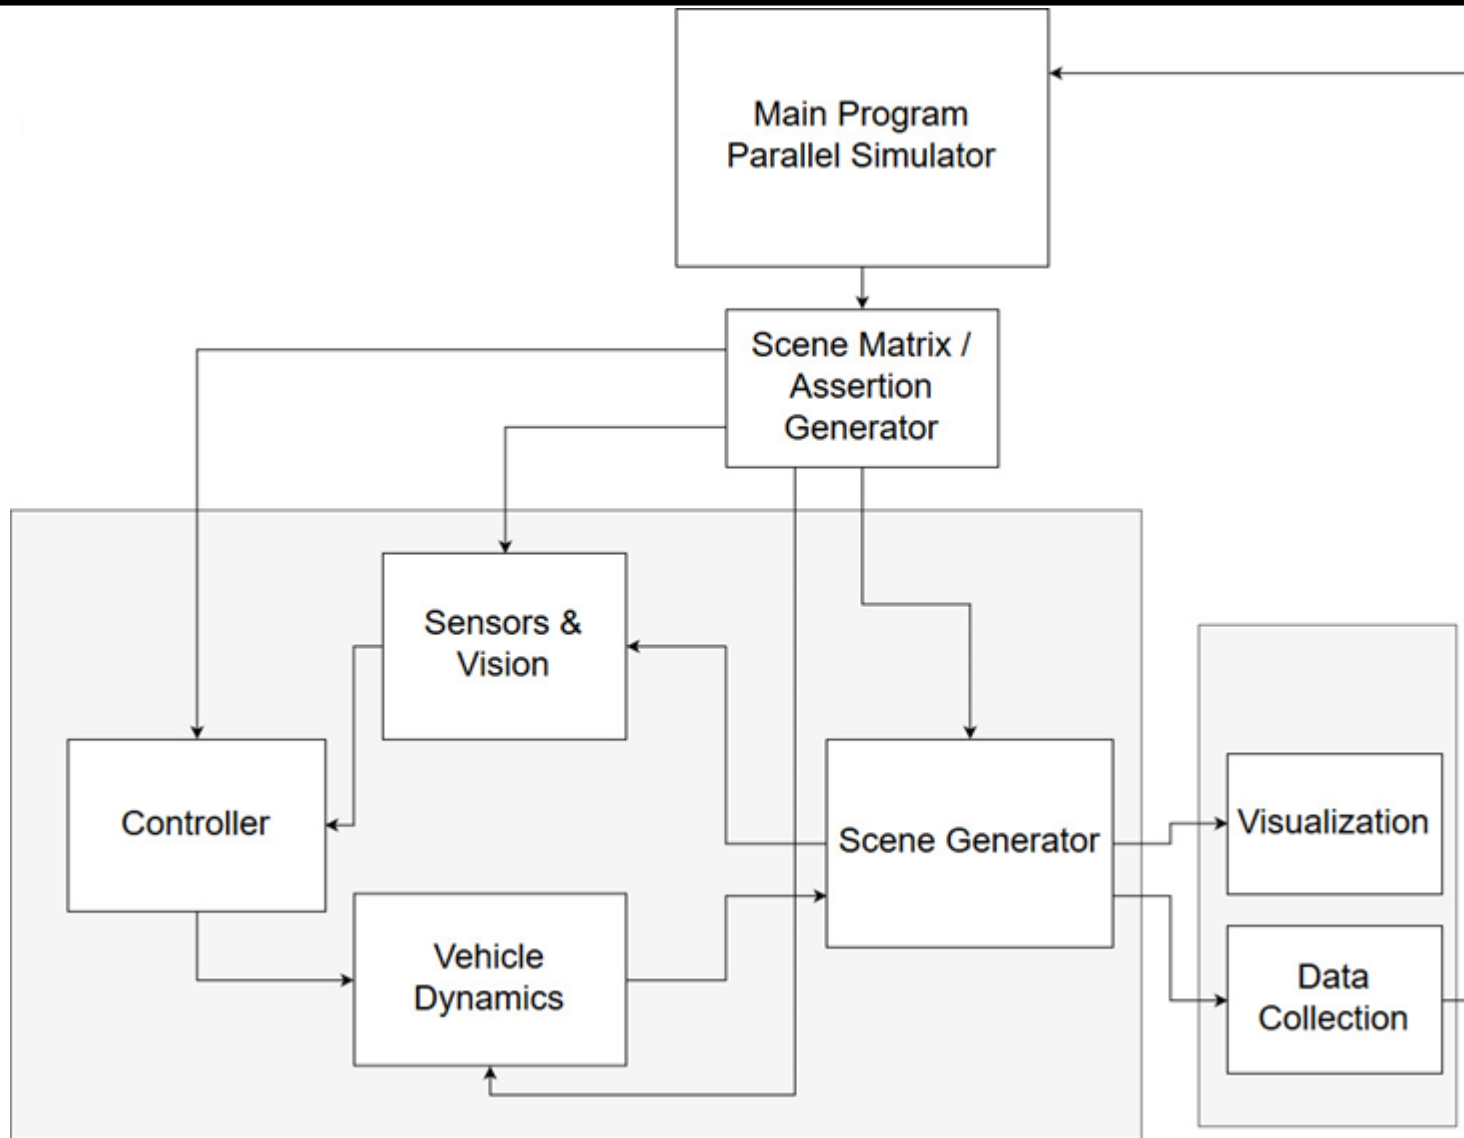 Main Program
Parallel Simulator
Scene Matrix /
Assertion
Generator
Sensors &
Vision
Controller
Scene Generator
Visualization
Vehicle
Dynamics
Data
Collection